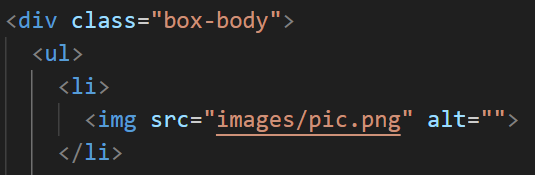 <div class="box-body">
<ul>
<li>
<img src="images/pic.png" alt="">
</li>